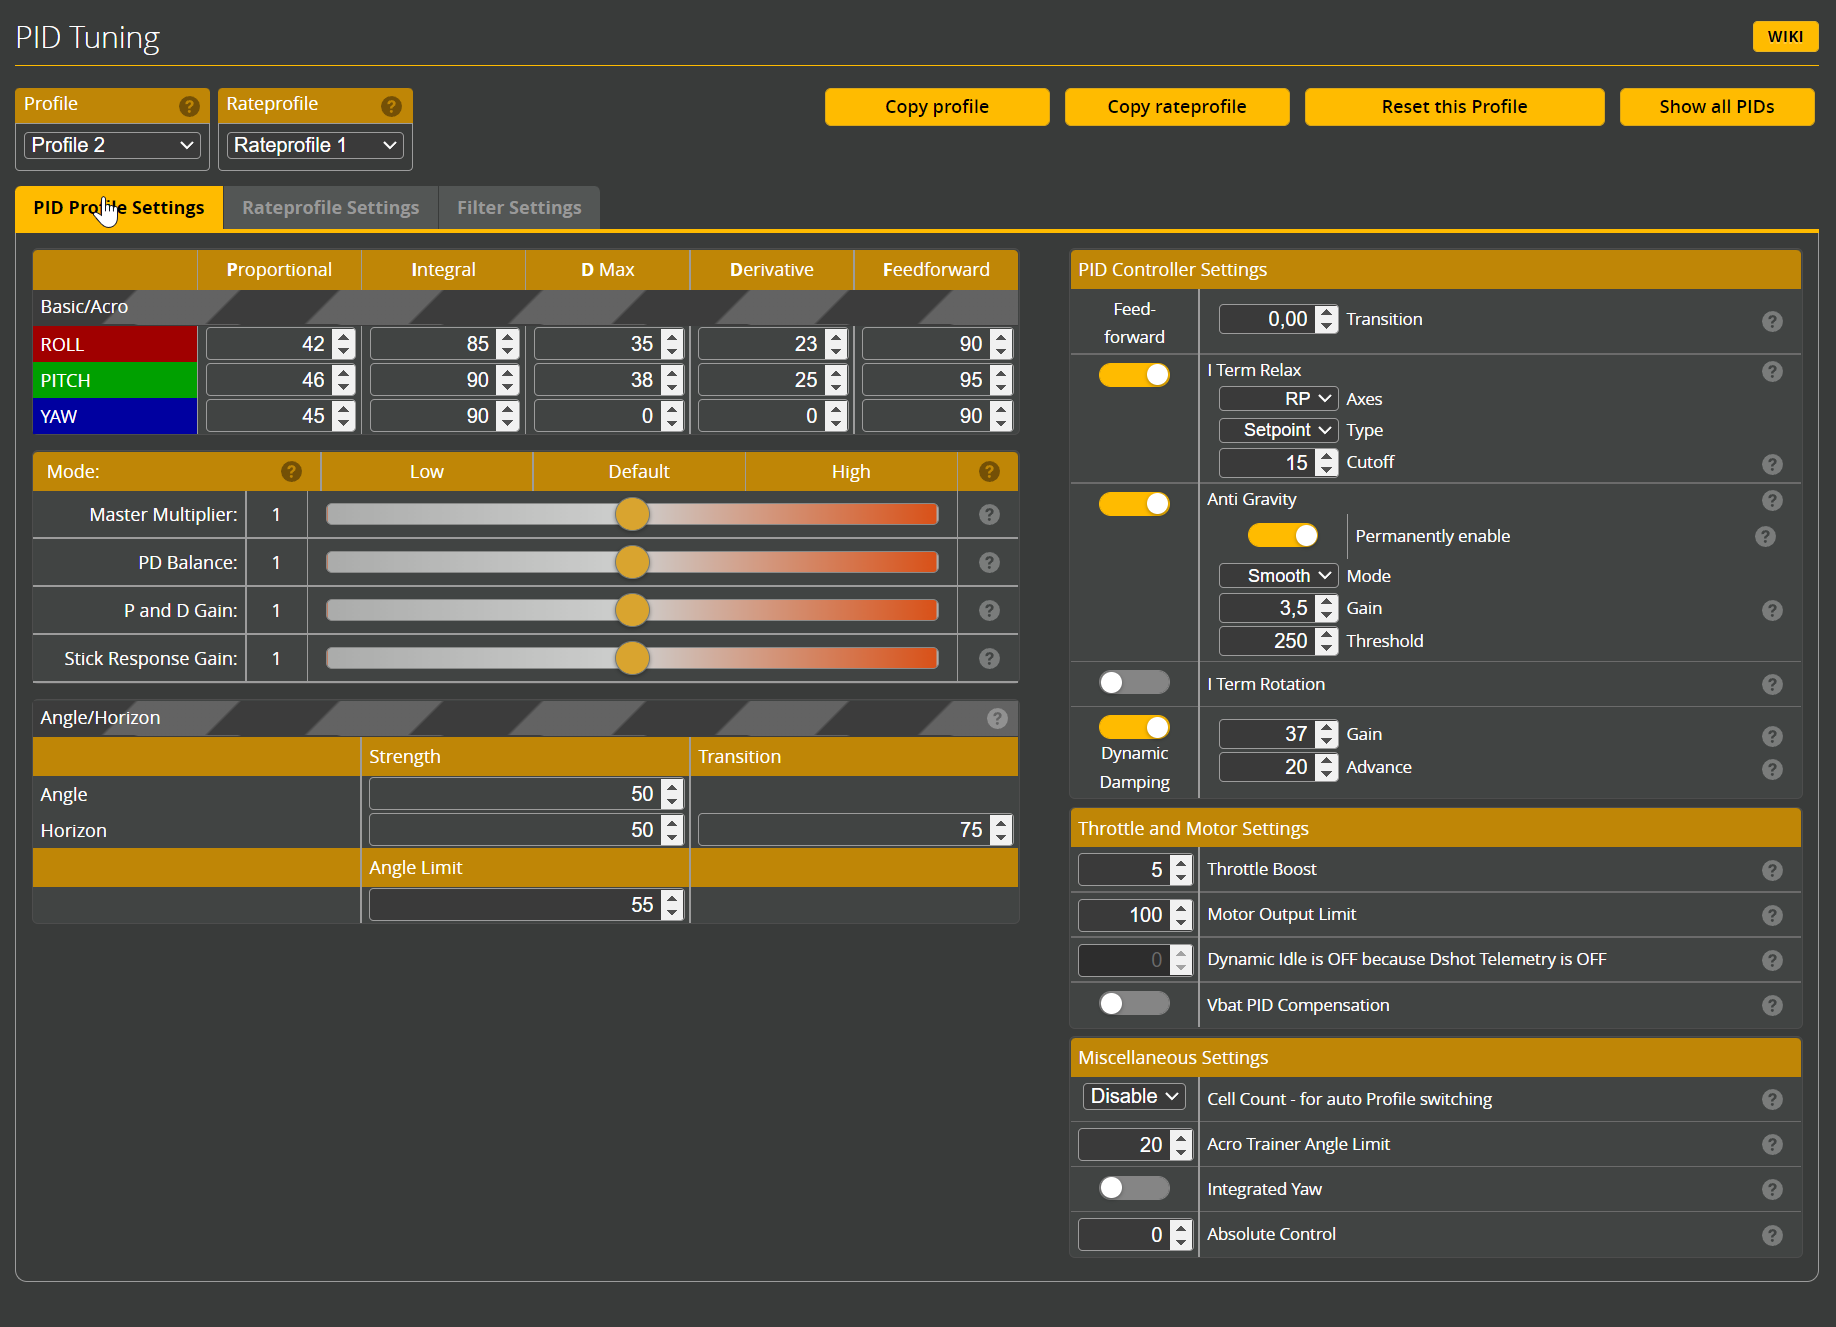 PID Tuning
WIKI
Profile ?
Rateprofile ?
Profile 2
Rateprofile 1
Copy profile
Copy rateprofile
Reset this Profile
Show all PIDs
PID Profile Settings
Rateprofile Settings
Filter Settings
Proportional Integral D Max Derivative Feedforward
Basic/Acro
ROLL 42 85 35 23 90
PITCH 46 90 38 25 95
YAW 45 90 0 0 90
Mode: ? Low Default High ?
Master Multiplier: 1 ?
PD Balance: 1 ?
P and D Gain: 1 ?
Stick Response Gain: 1 ?
Angle/Horizon ?
Strength Transition
Angle 50
Horizon 50 75
Angle Limit
55
PID Controller Settings
Feed-
forward
0,00 Transition ?
I Term Relax ?
RP Axes
Setpoint Type
15 Cutoff ?
Anti Gravity ?
Permanently enable ?
Smooth Mode
3,5 Gain ?
250 Threshold
I Term Rotation ?
Dynamic
Damping
37 Gain ?
20 Advance ?
Throttle and Motor Settings
5 Throttle Boost ?
100 Motor Output Limit ?
0 Dynamic Idle is OFF because Dshot Telemetry is OFF ?
Vbat PID Compensation ?
Miscellaneous Settings
Disable Cell Count - for auto Profile switching ?
20 Acro Trainer Angle Limit ?
Integrated Yaw ?
0 Absolute Control ?